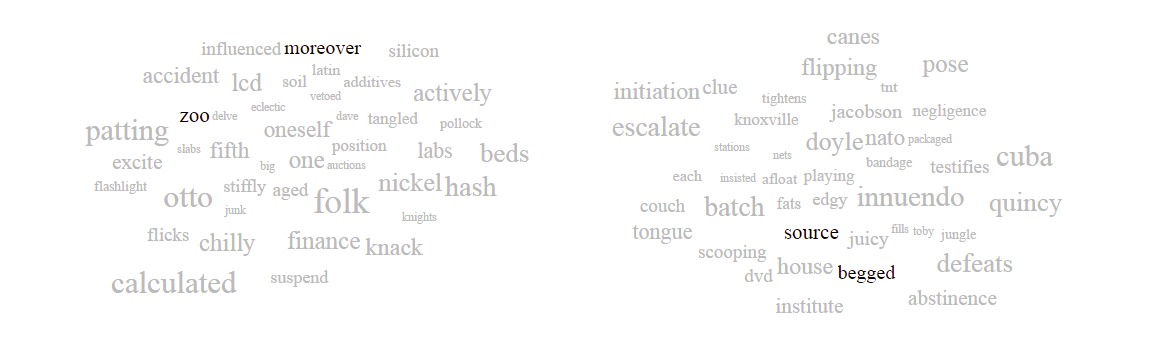 influenced moreover silicon
accident lcd soil latin additives
vetoed actively
zoo delve eclectic dave tangled pollock
patting oneself
slabs fifth position labs beds
excite big one auctions
flashlight otto stiffly aged folk nickel hash
junk knights
flicks chilly finance knack
calculated suspend
canes
flipping pose
initiation clue tightens tnt
escalate knoxville jacobson negligence
stations doyle nato packaged
nets bandage testifies cuba
each insisted afloat playing
couch batch fats edgy innuendo quincy
tongue source juicy fills toby jungle
scooping
dvd house begged defeats
institute abstinence